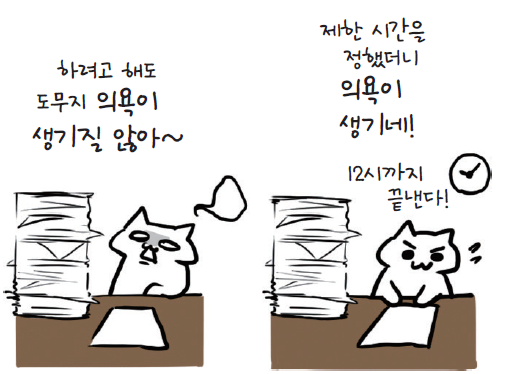 하려고 해도
도무지 의욕이
생기질 않아~
제한 시간을
정했더니
의욕이
생기네!
12시까지
끝낸다!